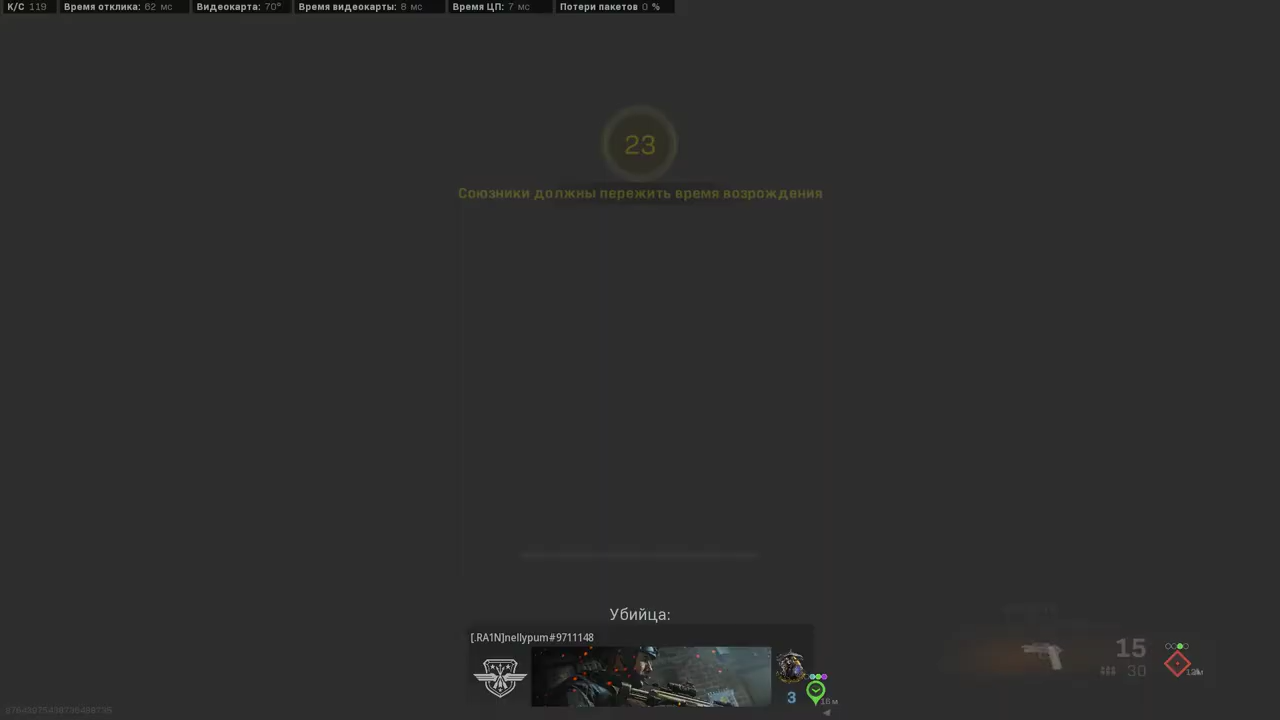 К/С 119 Время отклика: 62 мс Видеокарта: 70° Время видеокарты: 8 мс Время ЦП: 7 мс Потери пакетов 0 %
23
Союзники должны пережить время возрождения
Убийца:
[.RA1N]nellypum#9711148
15
30
3